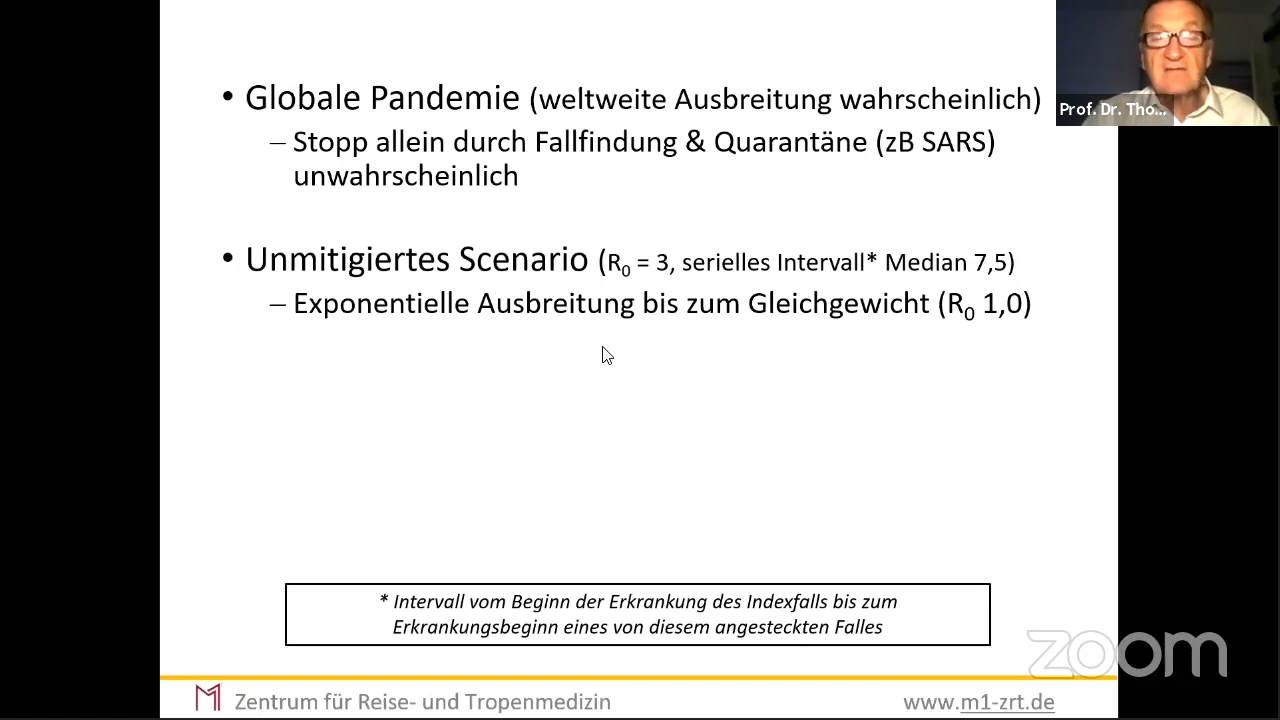 • Globale Pandemie (weltweite Ausbreitung wahrscheinlich)
– Stopp allein durch Fallfindung & Quarantäne (zB SARS)
unwahrscheinlich
• Unmitigiertes Scenario (R₀ = 3, serielles Intervall* Median 7,5)
– Exponentielle Ausbreitung bis zum Gleichgewicht (R₀ 1,0)
* Intervall vom Beginn der Erkrankung des Indexfalls bis zum
Erkrankungsbeginn eines von diesem angesteckten Falles
Zentrum für Reise- und Tropenmedizin
www.m1-zrt.de
Prof. Dr. Tho...
zoom